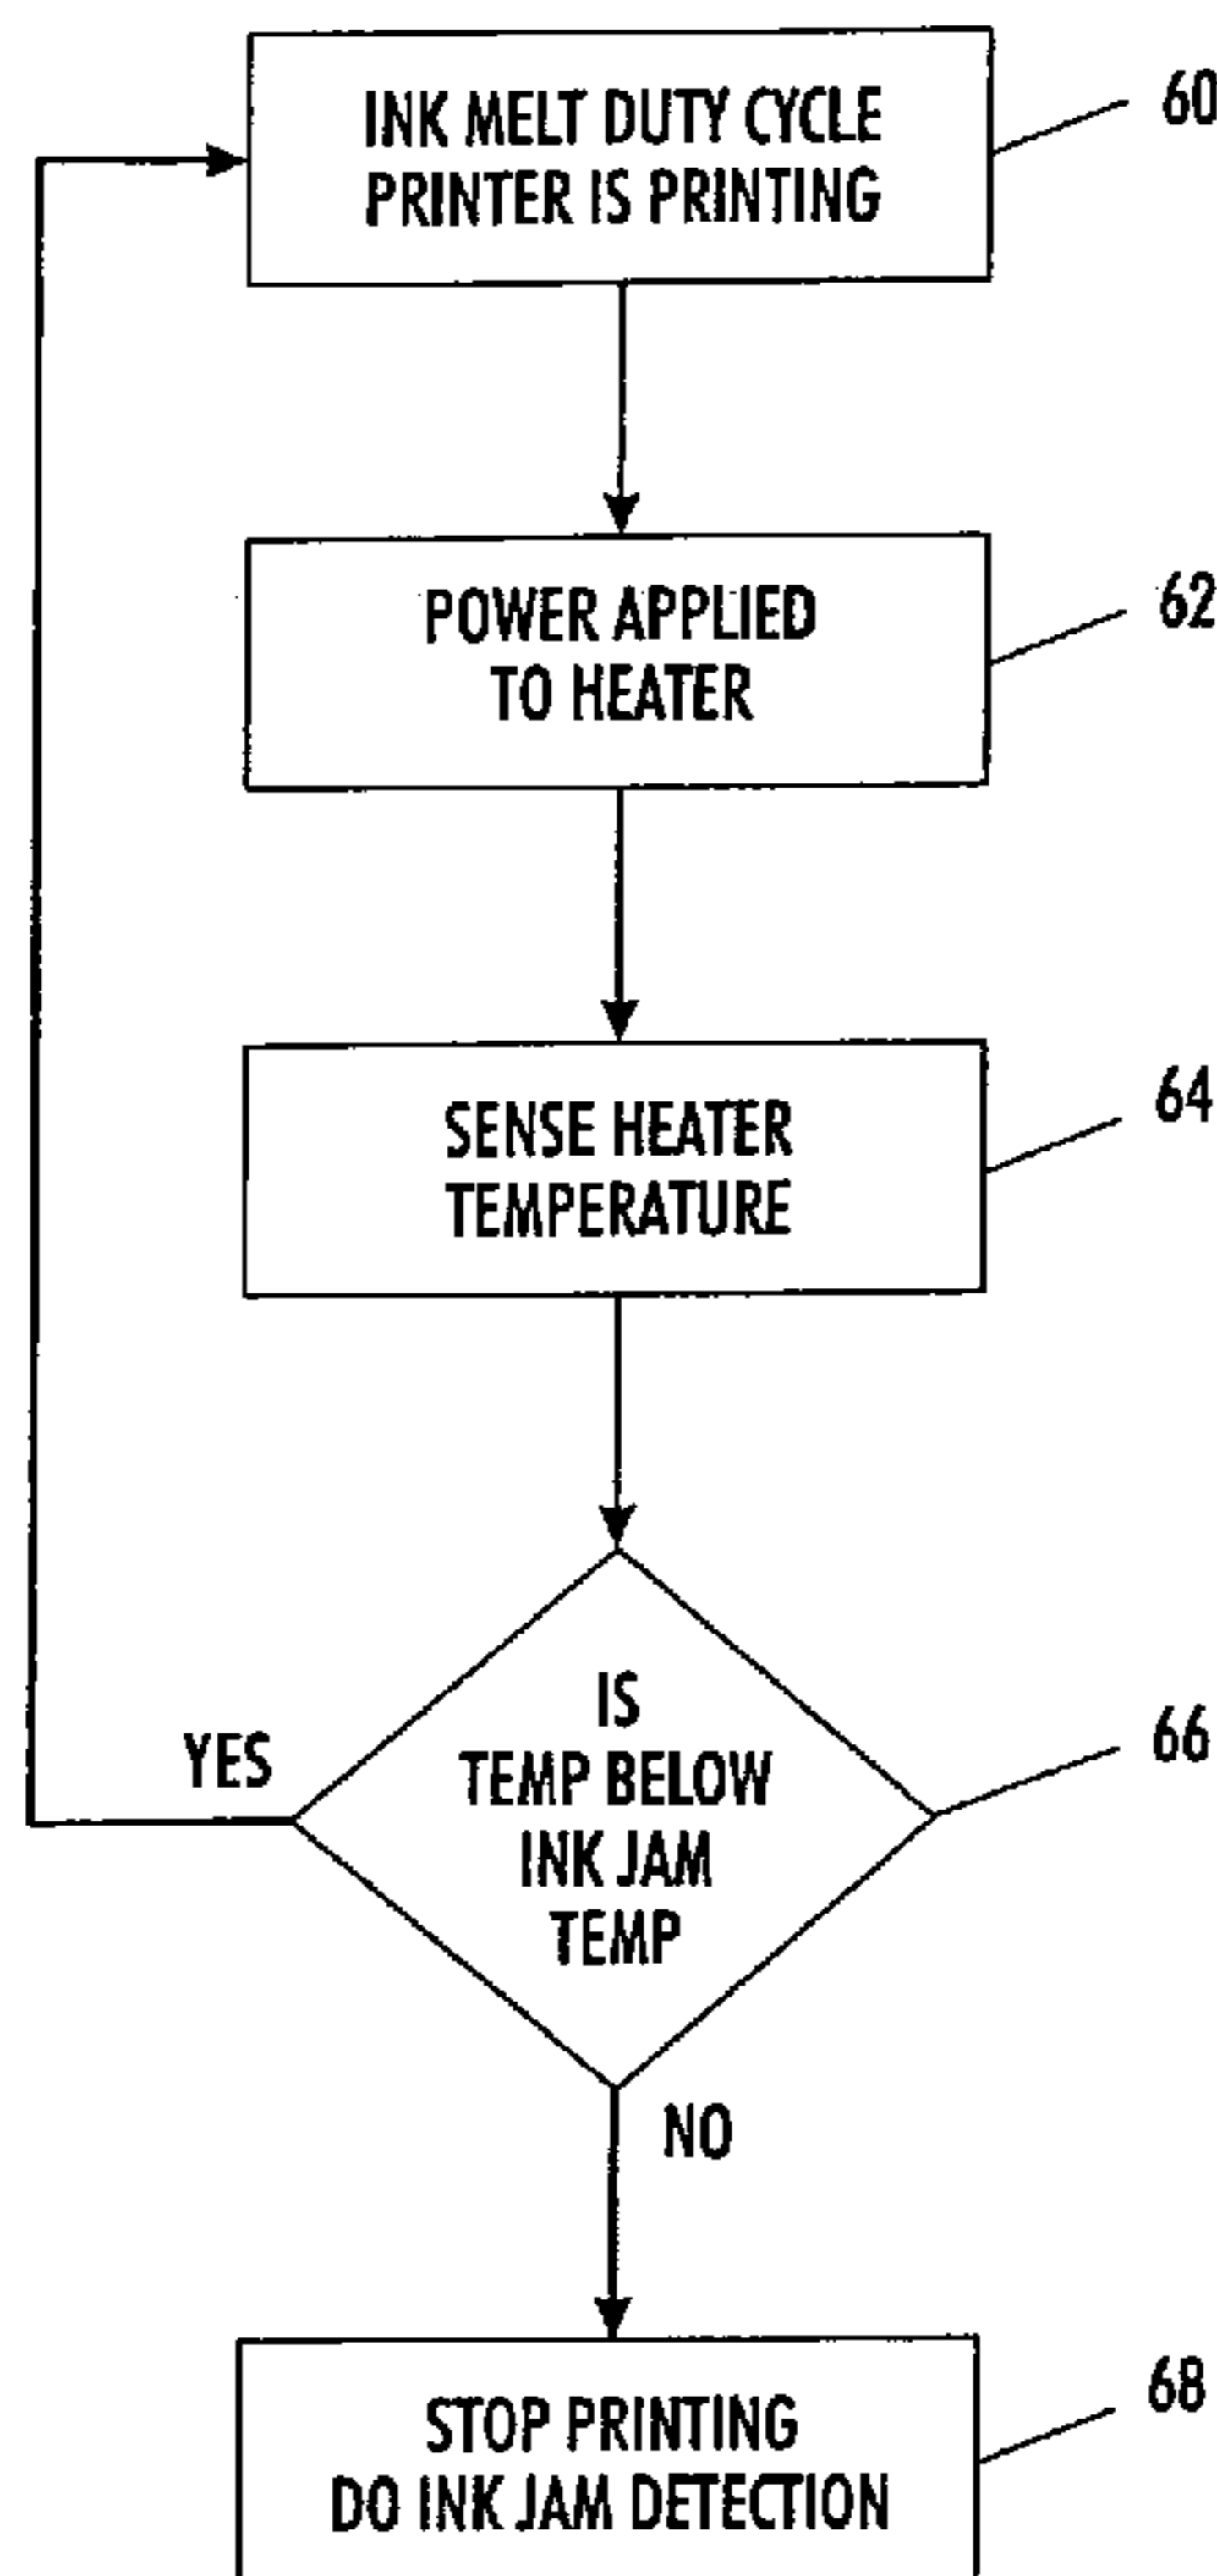 INK MELT DUTY CYCLE
PRINTER IS PRINTING
60
POWER APPLIED
TO HEATER
62
SENSE HEATER
TEMPERATURE
64
IS
TEMP BELOW
INK JAM
TEMP
66
YES
NO
STOP PRINTING
DO INK JAM DETECTION
68